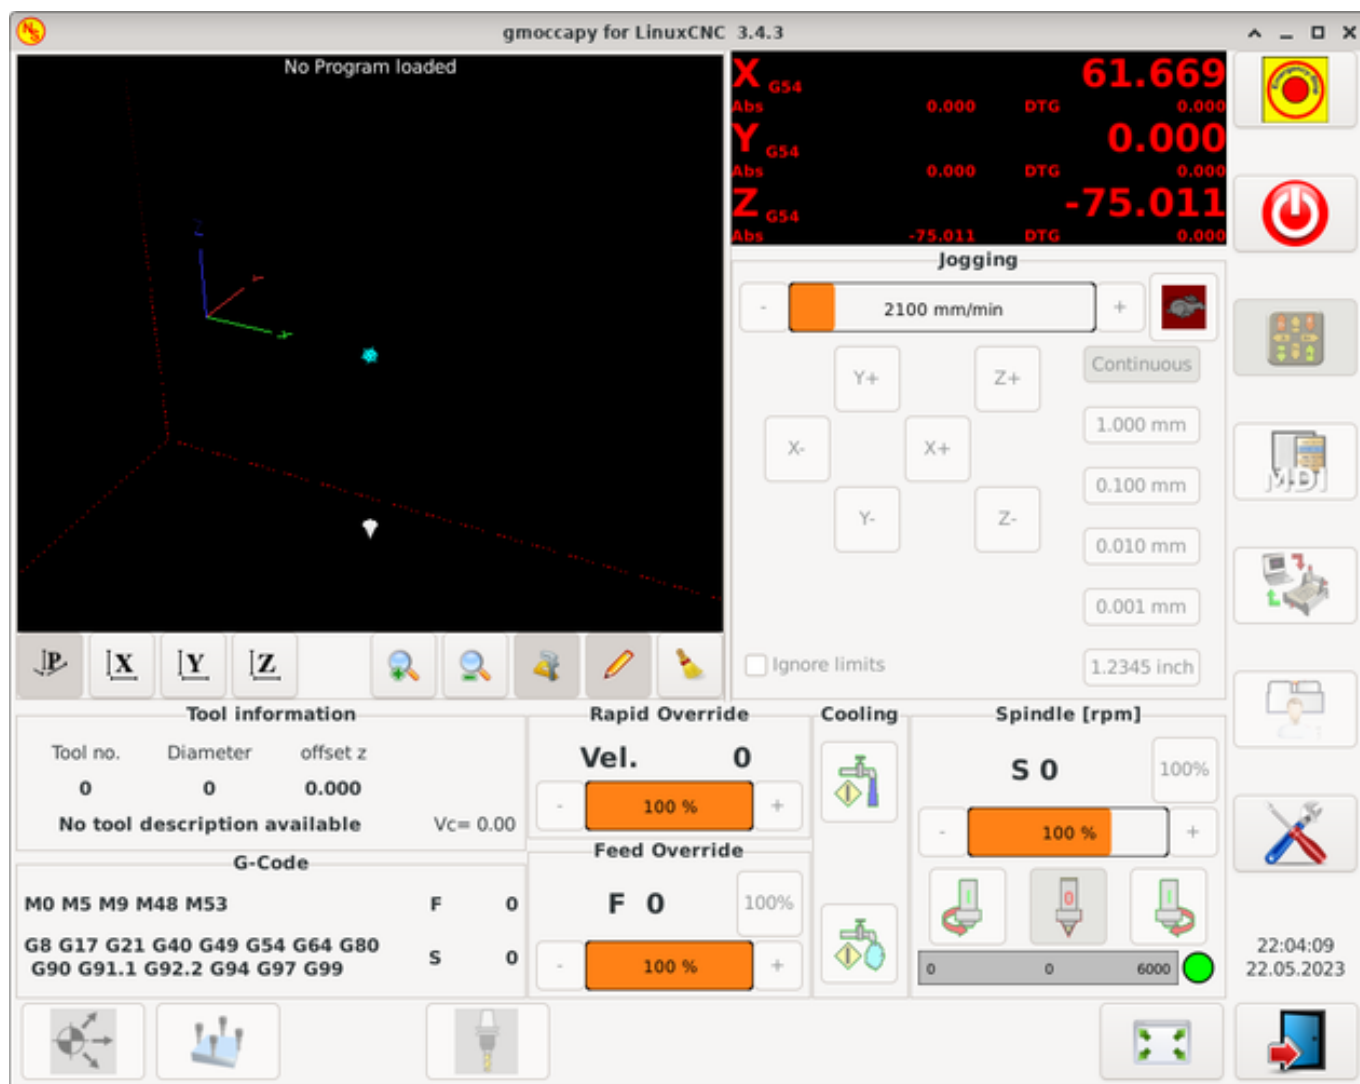 gmoccapy for LinuxCNC 3.4.3
No Program loaded
X G54 61.669
Abs 0.000 DTG 0.000
Y G54 0.000
Abs 0.000 DTG 0.000
Z G54 -75.011
Abs -75.011 DTG 0.000
Jogging
- 2100 mm/min +
Y+ Z+ Continuous
1.000 mm
X- X+
0.100 mm
Y- Z-
0.010 mm
0.001 mm
Ignore limits 1.2345 inch
MDI
P X Y Z
Tool information
Tool no. Diameter offset z
0 0 0.000
No tool description available Vc= 0.00
G-Code
M0 M5 M9 M48 M53 F 0
G8 G17 G21 G40 G49 G54 G64 G80 S 0
G90 G91.1 G92.2 G94 G97 G99
Rapid Override
Vel. 0
- 100 % +
Feed Override
F 0 100%
- 100 % +
Cooling
Spindle [rpm]
S 0 100%
- 100 % +
I 0 I
0 0 6000
22:04:09
22.05.2023